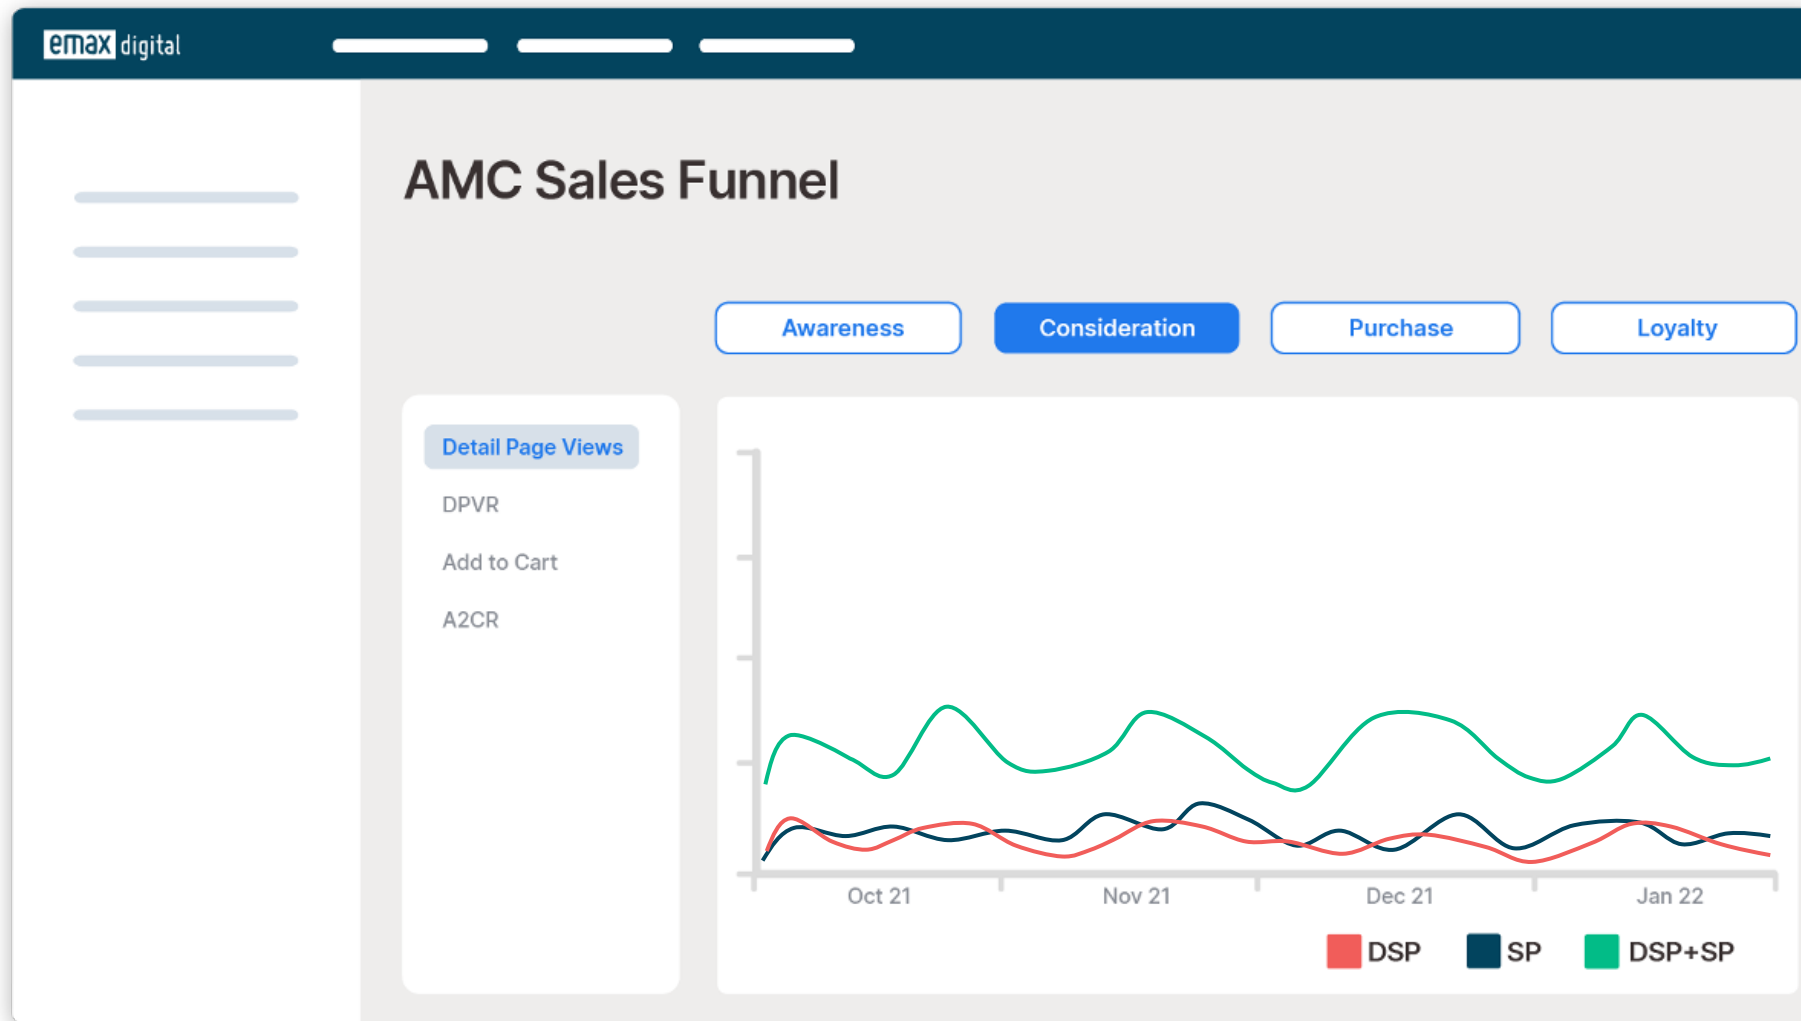 emax digital
AMC Sales Funnel
Awareness
Consideration
Purchase
Loyalty
Detail Page Views
DPVR
Add to Cart
A2CR
Oct 21
Nov 21
Dec 21
Jan 22
DSP
SP
DSP+SP